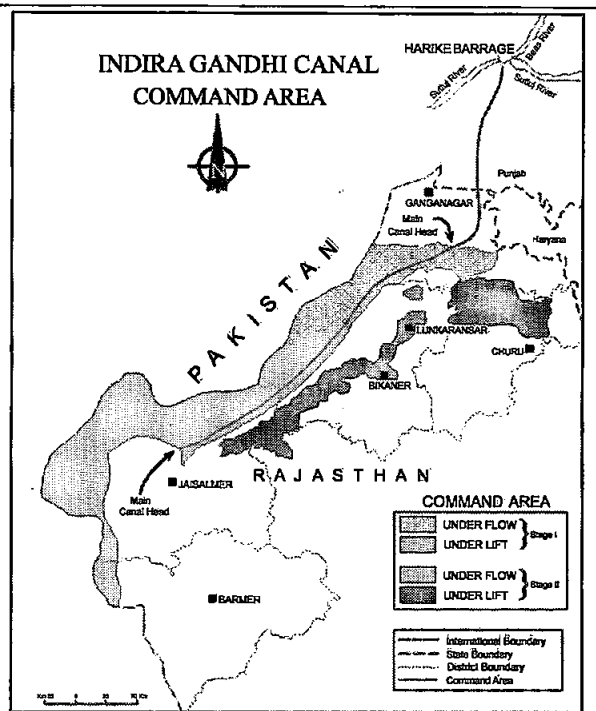 INDIRA GANDHI CANAL
COMMAND AREA
N
HARIKE BARRAGE
Sutluj River
Beas River
Sutluj River
Punjab
GANGANAGAR
Main
Canal Head
Haryana
PAKISTAN
LUNKARANSAR
CHURU
BIKANER
RAJASTHAN
Main
Canal Head
JAISALMER
BARMER
COMMAND AREA
UNDER FLOW
UNDER LIFT
Stage I
UNDER FLOW
UNDER LIFT
Stage II
International Boundary
State Boundary
District Boundary
Command Area